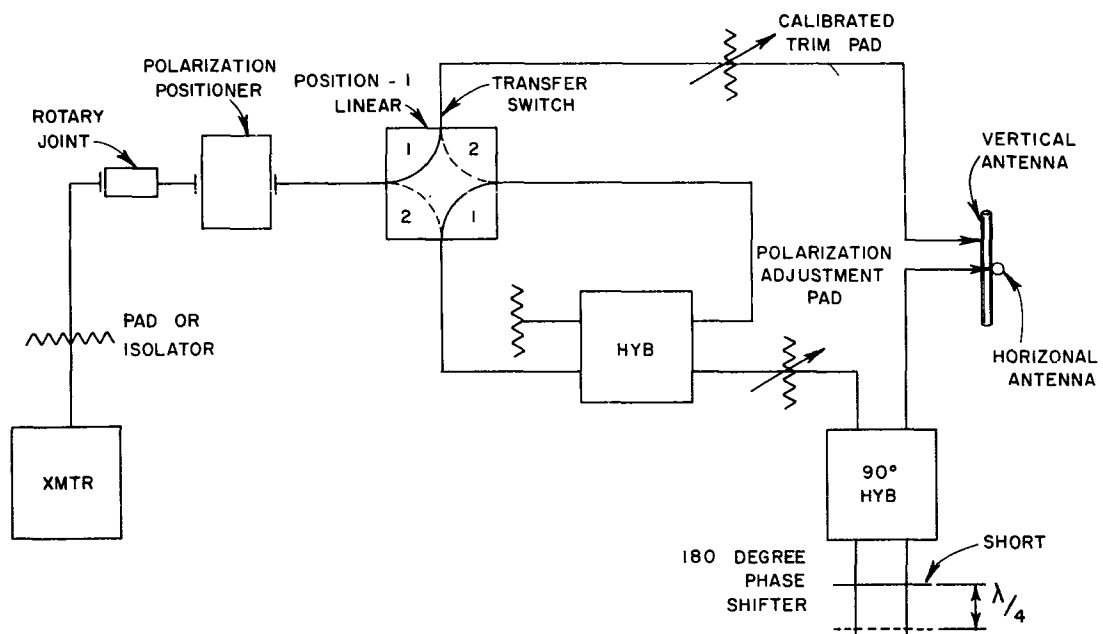 CALIBRATED
TRIM PAD
POLARIZATION
POSITIONER
POSITION - 1
LINEAR
TRANSFER
SWITCH
ROTARY
JOINT
1
2
2
1
VERTICAL
ANTENNA
POLARIZATION
ADJUSTMENT
PAD
PAD OR
ISOLATOR
HYB
HORIZONAL
ANTENNA
XMTR
90°
HYB
SHORT
180 DEGREE
PHASE
SHIFTER
λ/4